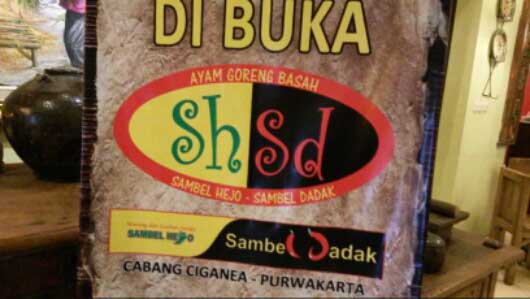 DI BUKA
AYAM GORENG BASAH
ShSd
SAMBEL HEJO - SAMBEL DADAK
SAMBEL HEJO
Sambel Dadak
CABANG CIGANEA - PURWAKARTA